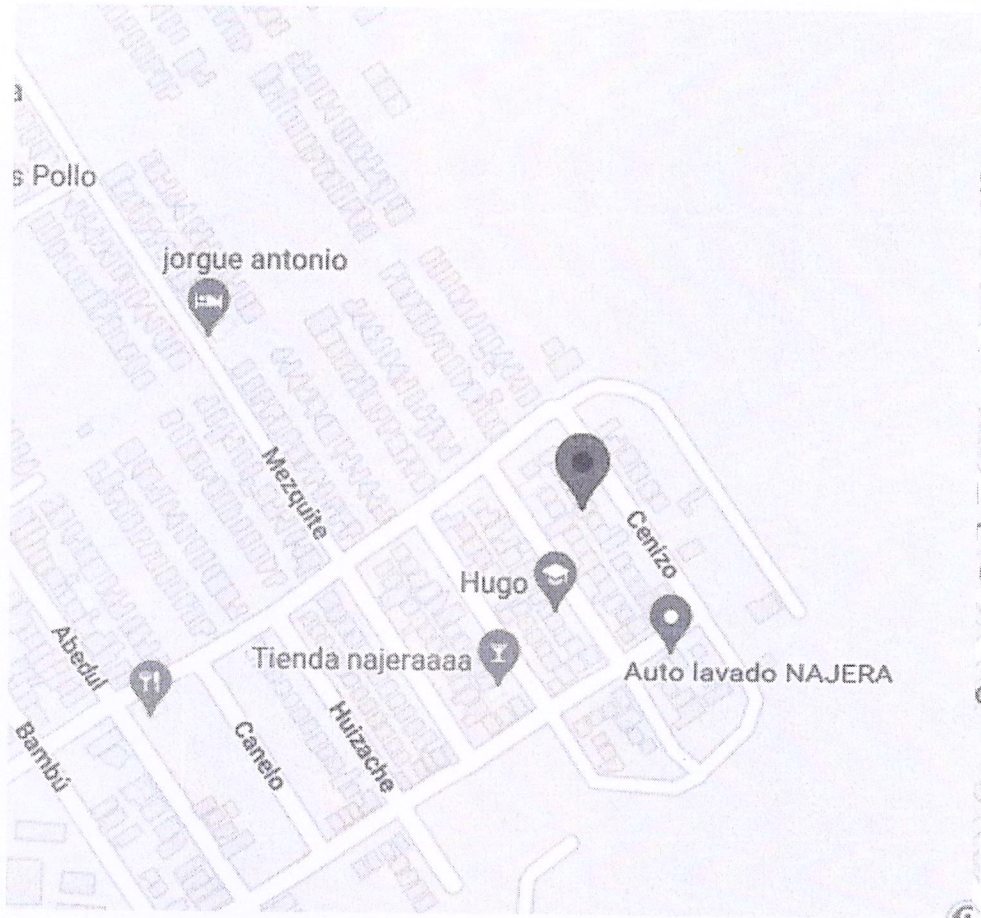 s Pollo
jorgue antonio
Mezquite
Cenizo
Hugo
Abedul
Tienda najeraaaa
Auto lavado NAJERA
Huizache
Canelo
Bambú